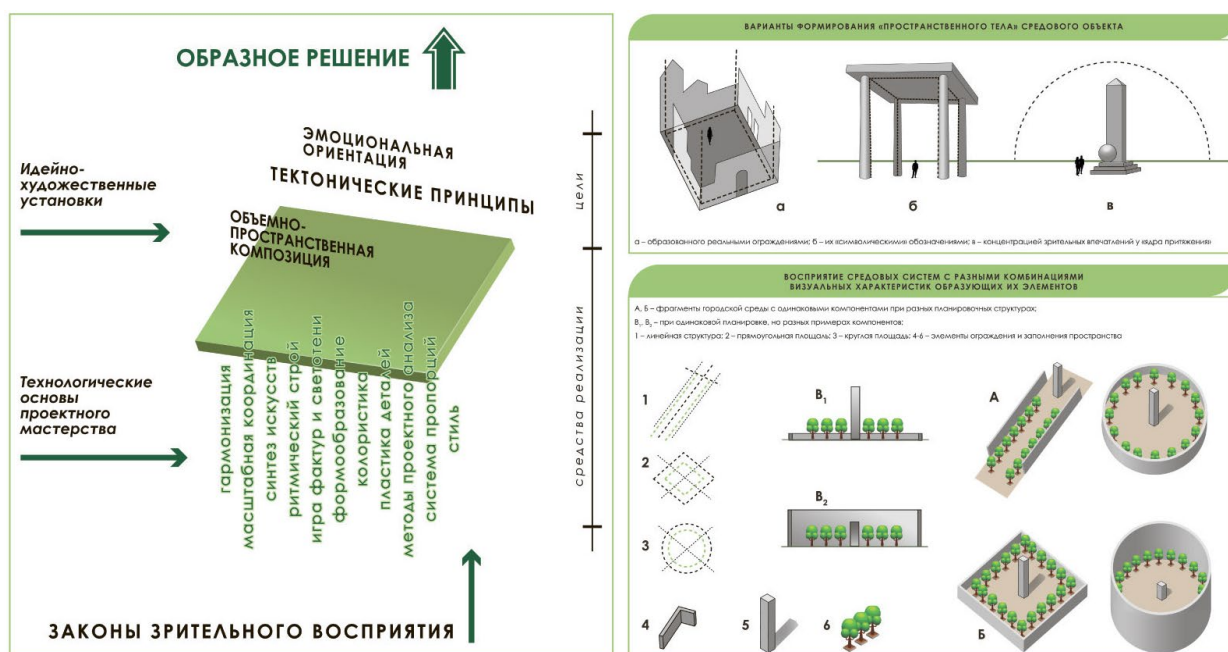 ОБРАЗНОЕ РЕШЕНИЕ
ЭМОЦИОНАЛЬНАЯ
ОРИЕНТАЦИЯ
ТЕКТОНИЧЕСКИЕ ПРИНЦИПЫ
Идейно-
художественные
установки
ОБЪЕМНО-
ПРОСТРАНСТВЕННАЯ
КОМПОЗИЦИЯ
цели
Технологические
основы
проектного
мастерства
гармонизация
масштабная координация
синтез искусств
ритмический строй
игра фактур и светотени
формообразование
колористика
пластика деталей
методы проектного анализа
система пропорций
стиль
средства реализации
ЗАКОНЫ ЗРИТЕЛЬНОГО ВОСПРИЯТИЯ
ВАРИАНТЫ ФОРМИРОВАНИЯ «ПРОСТРАНСТВЕННОГО ТЕЛА» СРЕДОВОГО ОБЪЕКТА
а
б
в
а – образованного реальными ограждениями; б – их «символическими» обозначениями; в – концентрацией зрительных впечатлений у «ядра притяжения»
ВОСПРИЯТИЕ СРЕДОВЫХ СИСТЕМ С РАЗНЫМИ КОМБИНАЦИЯМИ
ВИЗУАЛЬНЫХ ХАРАКТЕРИСТИК ОБРАЗУЮЩИХ ИХ ЭЛЕМЕНТОВ
А, Б – фрагменты городской среды с одинаковыми компонентами при разных планировочных структурах;
В₁, В₂ – при одинаковой планировке, но разных примерах компонентов;
1 – линейная структура; 2 – прямоугольная площадь; 3 – круглая площадь; 4-6 – элементы ограждения и заполнения пространства
1
В₁
А
2
В₂
3
4
5
6
Б